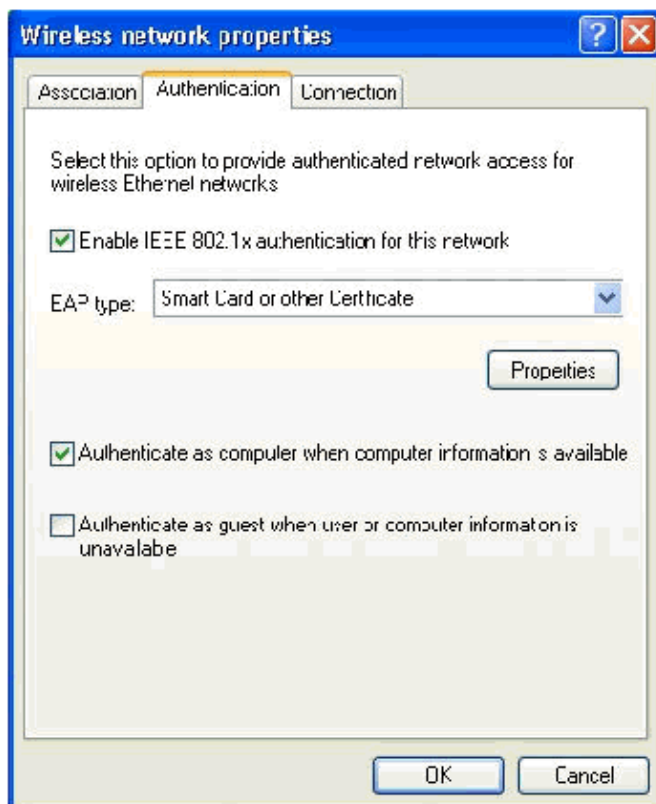 Wireless network properties
?
Association Authentication Connection
Select this option to provide authenticated network access for
wireless Ethernet networks
Enable IEEE 802.1x authentication for this network
EAP type: Smart Card or other Certificate
Properties
Authenticate as computer when computer information is available
Authenticate as guest when user or computer information is
unavailable
OK Cancel